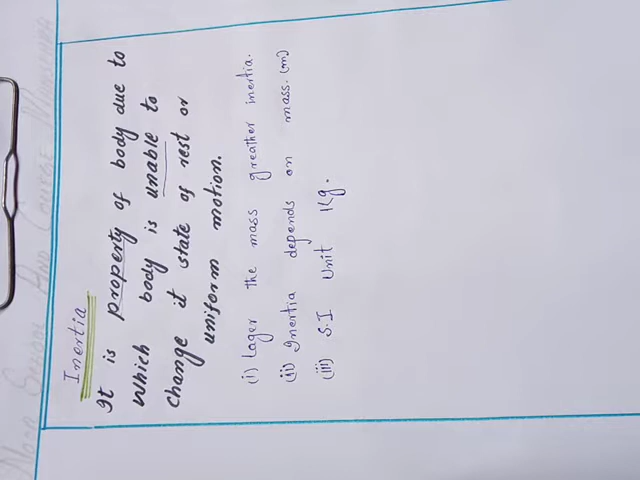 Inertia
It is property of body due to
which body is unable to
change it state of rest or
uniform motion.
(i) Lager the mass greather inertia.
(ii) Inertia depends on mass. (m)
(iii) S.I Unit Kg.